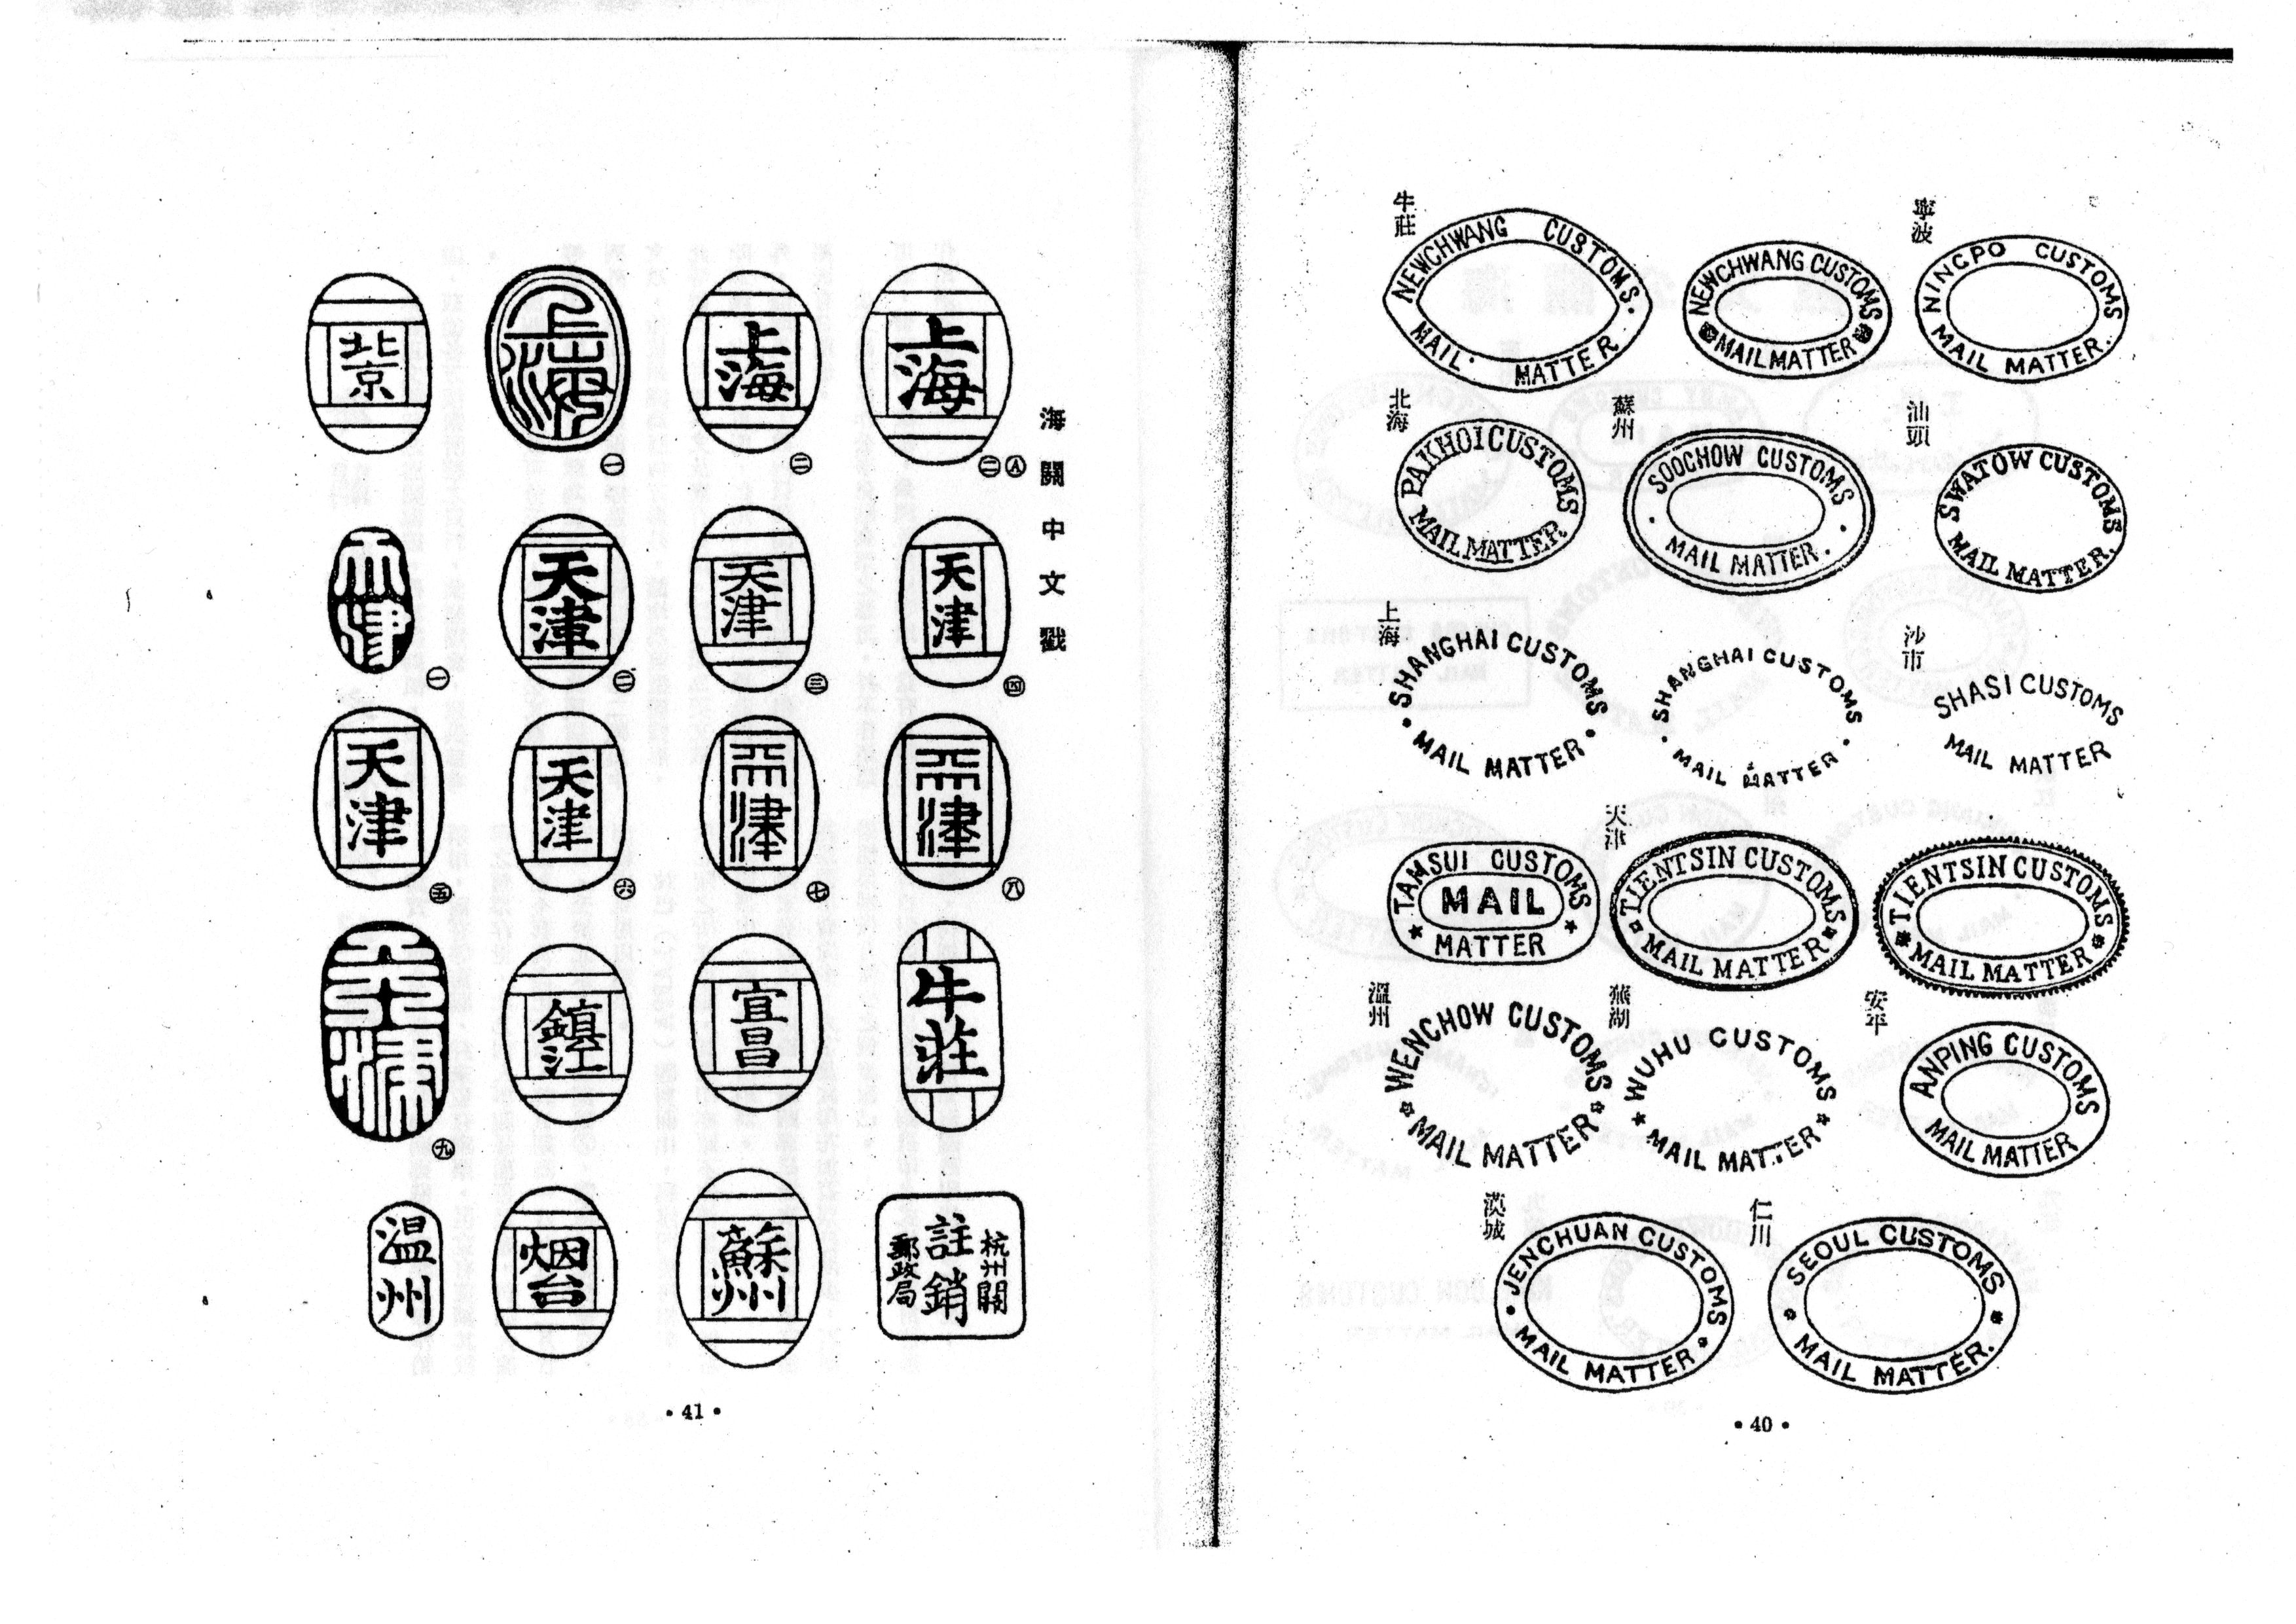 寧波
NINGPO CUSTOMS
MAIL MATTER.
NEWCHWANG CUSTOMS
MAIL MATTER
牛莊
NEWCHWANG CUSTOMS.
MAIL. MATTER
汕頭
SWATOW CUSTOMS
MAIL MATTER.
蘇州
SOOCHOW CUSTOMS
MAIL MATTER.
北海
PAKHOI CUSTOMS
MAIL MATTER
沙市
SHASI CUSTOMS
MAIL MATTER
SHANGHAI CUSTOMS
MAIL MATTER
上海
SHANGHAI CUSTOMS
MAIL MATTER
TIENTSIN CUSTOMS
MAIL MATTER
天津
TIENTSIN CUSTOMS
MAIL MATTER
TAMSUI CUSTOMS
MAIL
MATTER
安平
ANPING CUSTOMS
MAIL MATTER
蕪湖
WUHU CUSTOMS
MAIL MATTER
溫州
WENCHOW CUSTOMS
MAIL MATTER
仁川
SEOUL CUSTOMS
MAIL MATTER.
漢城
JENCHUAN CUSTOMS
MAIL MATTER
• 40 •
海關中文戳
上海
二A
上海
二
上海
一
北京
天津
四
天津
三
天津
二
天津
一
天津
八
天津
七
天津
六
天津
五
牛莊
宜昌
鎮江
天津
九
杭州關
註銷
郵政局
蘇州
烟台
温州
• 41 •